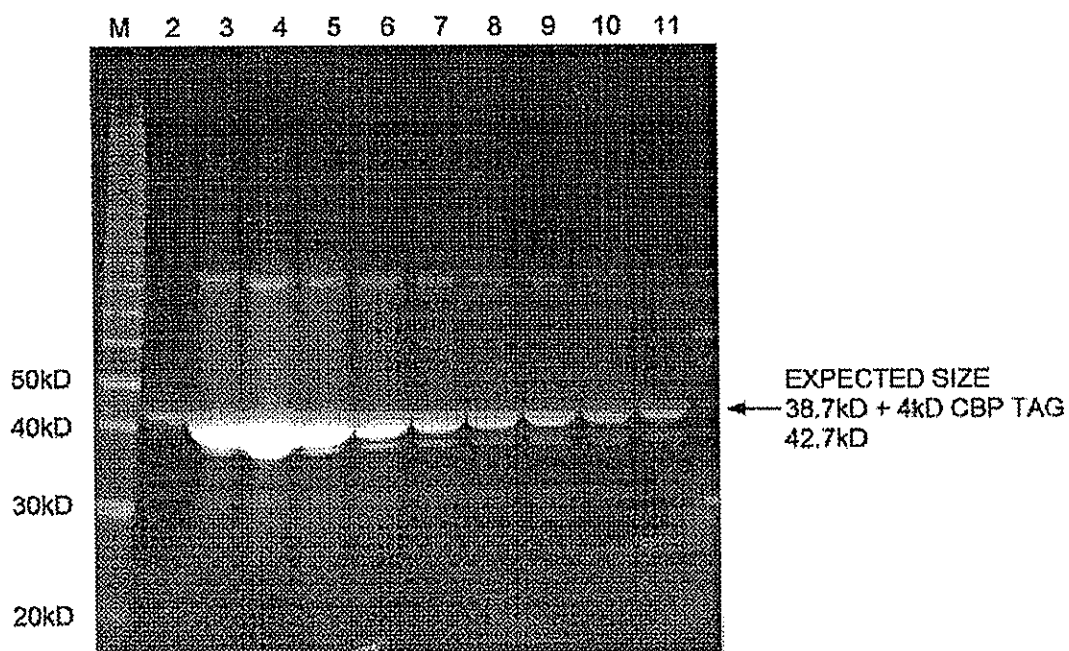 M 2 3 4 5 6 7 8 9 10 11
50kD
40kD
30kD
20kD
EXPECTED SIZE
38.7kD + 4kD CBP TAG
42.7kD